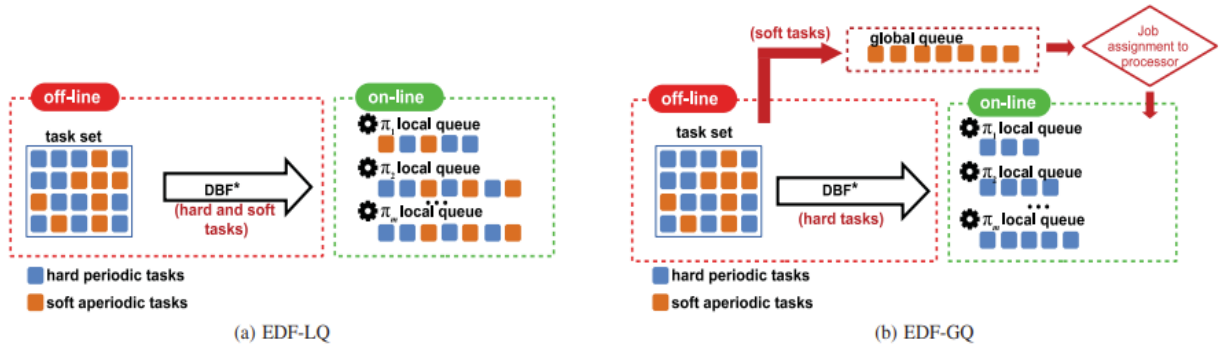 off-line
on-line
task set
π1 local queue
π2 local queue
...
πm local queue
DBF*
(hard and soft
tasks)
hard periodic tasks
soft aperiodic tasks
(a) EDF-LQ
(soft tasks)
global queue
Job
assignment to
processor
off-line
on-line
task set
π1 local queue
π2 local queue
...
πm local queue
DBF*
(hard tasks)
hard periodic tasks
soft aperiodic tasks
(b) EDF-GQ